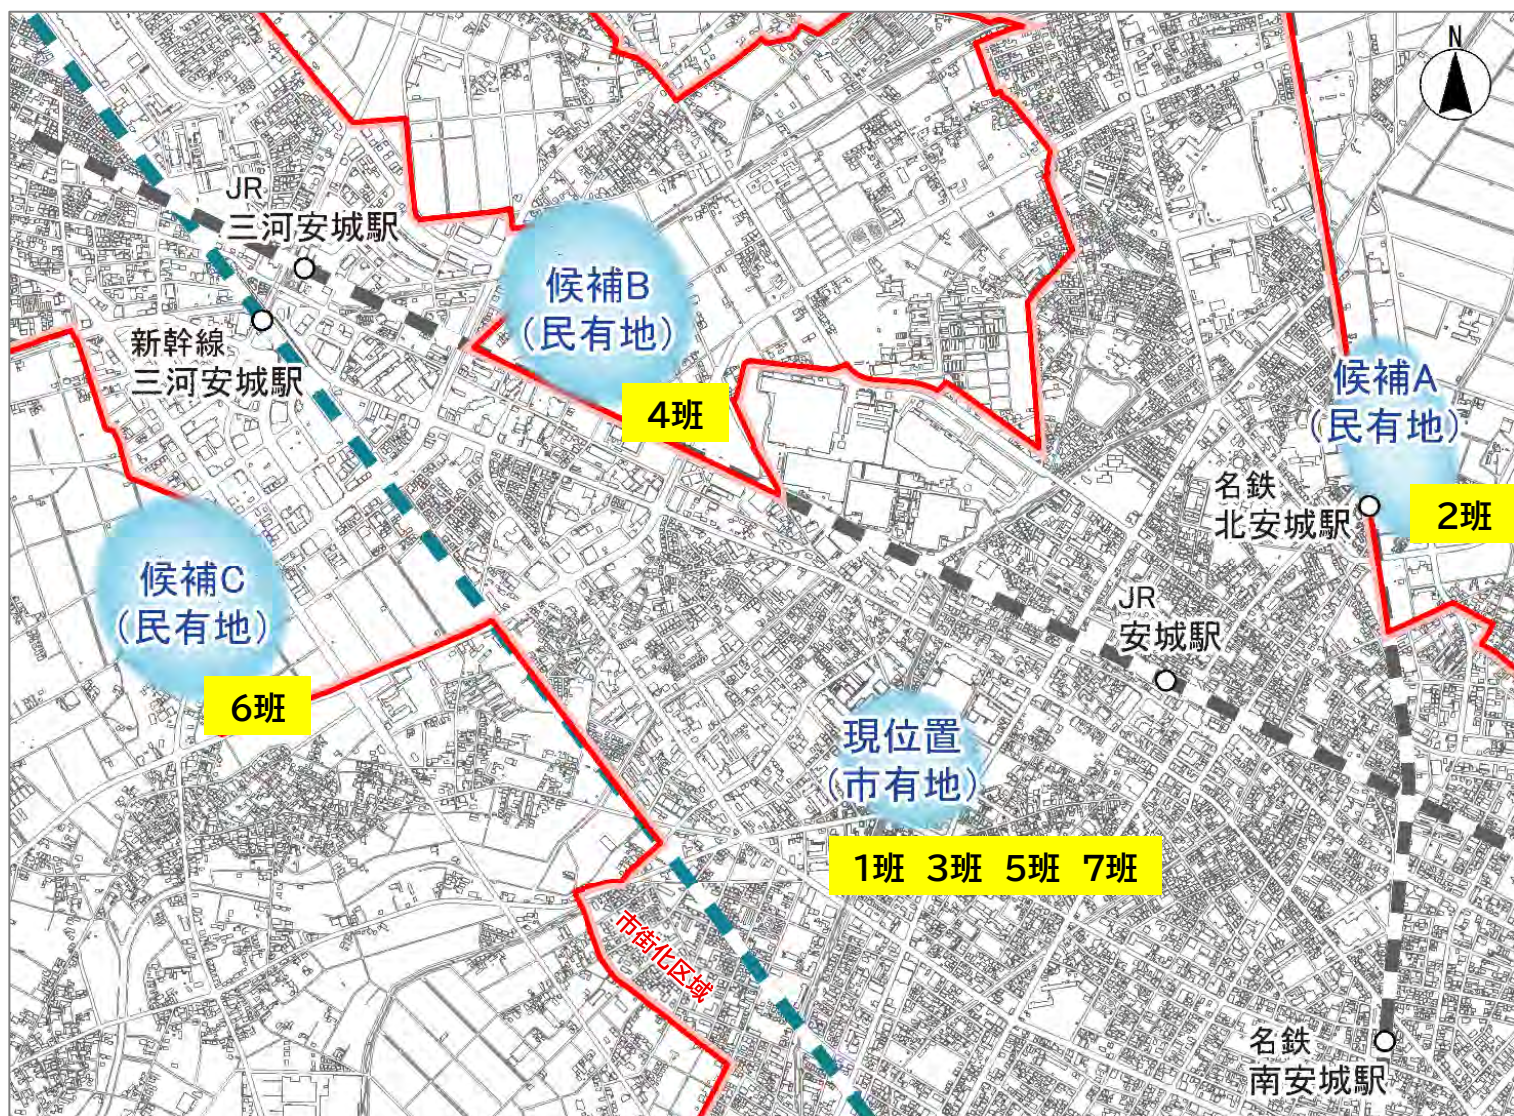 N
JR
三河安城駅
新幹線
三河安城駅
候補B
(民有地)
4班
候補A
(民有地)
名鉄
北安城駅
2班
候補C
(民有地)
6班
JR
安城駅
現位置
(市有地)
1班 3班 5班 7班
市街化区域
名鉄
南安城駅